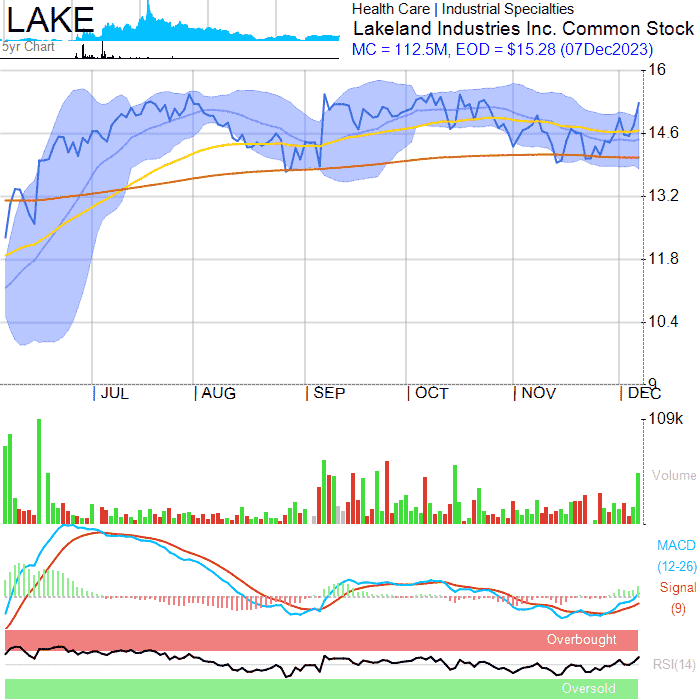 LAKE
Health Care | Industrial Specialties
Lakeland Industries Inc. Common Stock
5yr Chart
MC = 112.5M, EOD = $15.28 (07Dec2023)
16
14.6
13.2
11.8
10.4
9
JUL
AUG
SEP
OCT
NOV
DEC
109k
Volume
MACD
(12-26)
Signal
(9)
Overbought
RSI(14)
Oversold